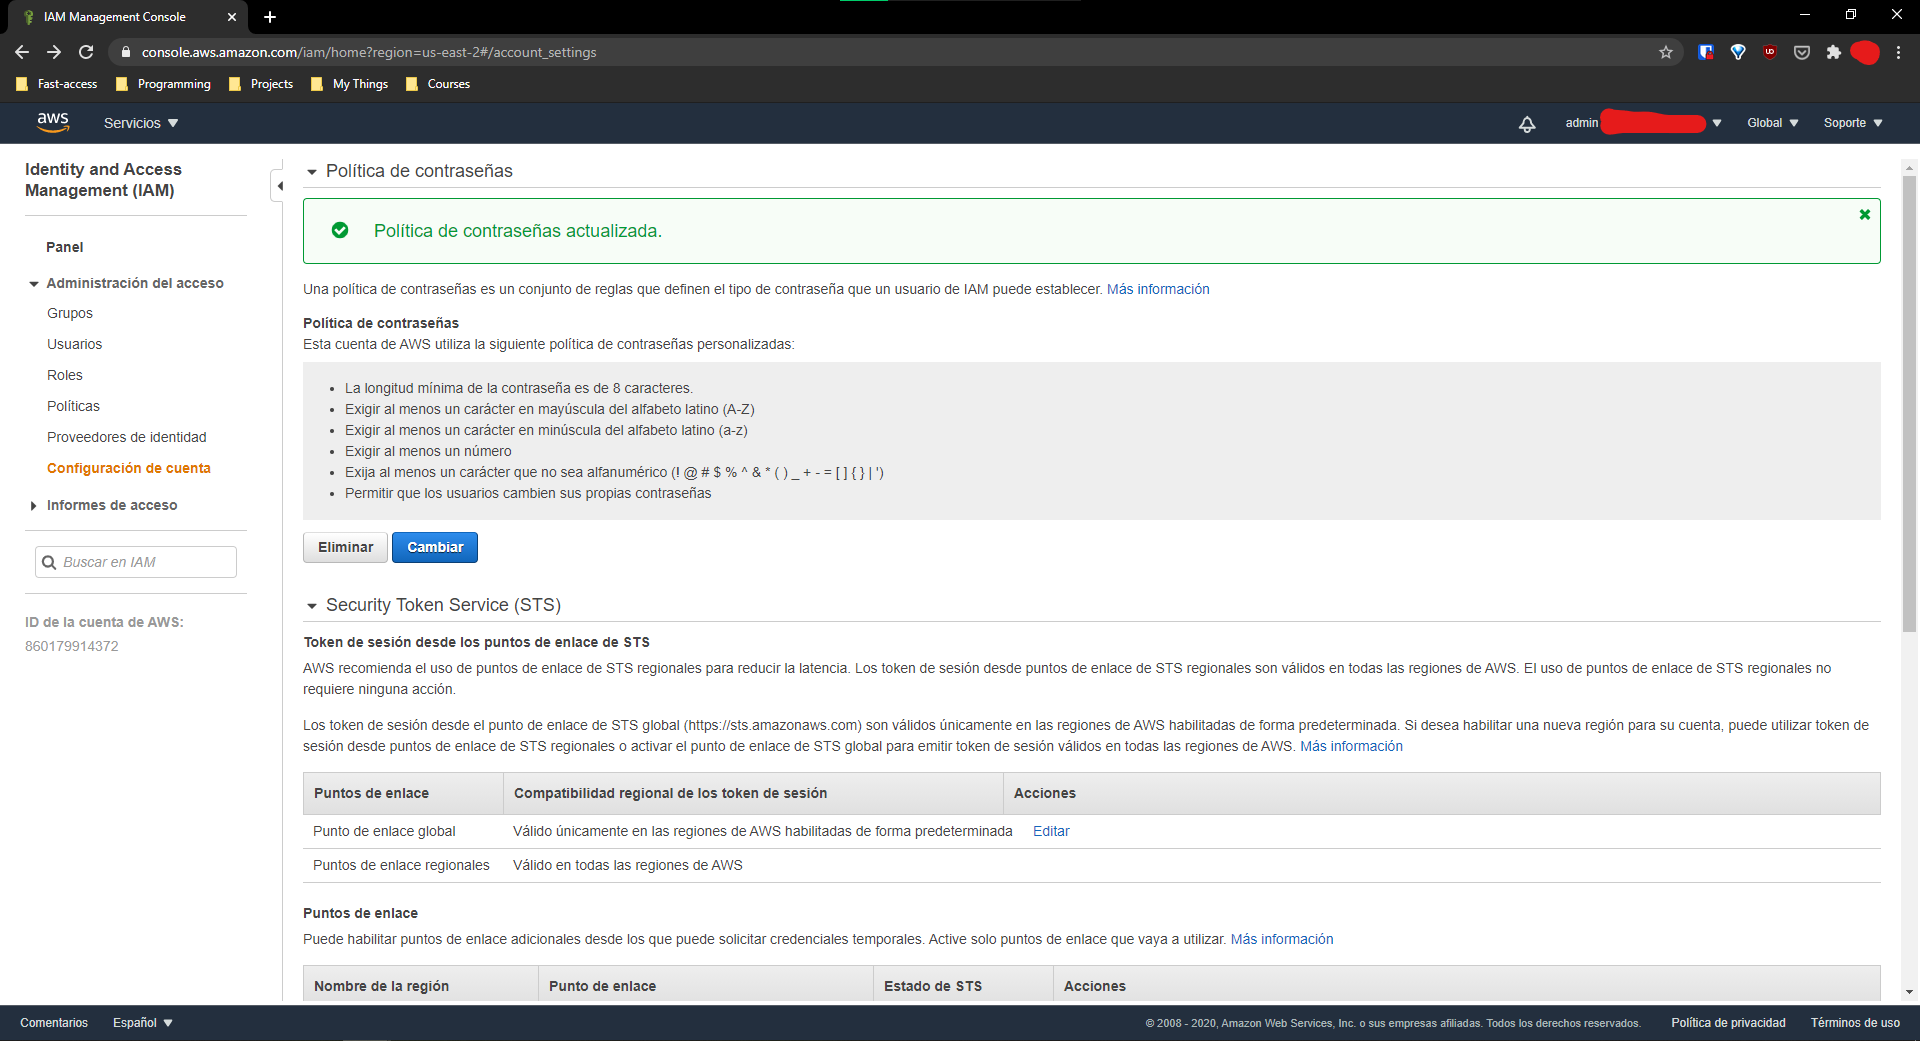 IAM Management Console
console.aws.amazon.com/iam/home?region=us-east-2#/account_settings
Fast-access Programming Projects My Things Courses
aws Servicios admin Global Soporte
Identity and Access
Management (IAM)
Panel
Administración del acceso
Grupos
Usuarios
Roles
Políticas
Proveedores de identidad
Configuración de cuenta
Informes de acceso
Buscar en IAM
ID de la cuenta de AWS:
860179914372
Política de contraseñas
Política de contraseñas actualizada.
Una política de contraseñas es un conjunto de reglas que definen el tipo de contraseña que un usuario de IAM puede establecer. Más información
Política de contraseñas
Esta cuenta de AWS utiliza la siguiente política de contraseñas personalizadas:
• La longitud mínima de la contraseña es de 8 caracteres.
• Exigir al menos un carácter en mayúscula del alfabeto latino (A-Z)
• Exigir al menos un carácter en minúscula del alfabeto latino (a-z)
• Exigir al menos un número
• Exija al menos un carácter que no sea alfanumérico (! @ # $ % ^ & * ( ) _ + - = [ ] { } | ')
• Permitir que los usuarios cambien sus propias contraseñas
Eliminar Cambiar
Security Token Service (STS)
Token de sesión desde los puntos de enlace de STS
AWS recomienda el uso de puntos de enlace de STS regionales para reducir la latencia. Los token de sesión desde puntos de enlace de STS regionales son válidos en todas las regiones de AWS. El uso de puntos de enlace de STS regionales no
requiere ninguna acción.
Los token de sesión desde el punto de enlace de STS global (https://sts.amazonaws.com) son válidos únicamente en las regiones de AWS habilitadas de forma predeterminada. Si desea habilitar una nueva región para su cuenta, puede utilizar token de
sesión desde puntos de enlace de STS regionales o activar el punto de enlace de STS global para emitir token de sesión válidos en todas las regiones de AWS. Más información
Puntos de enlace Compatibilidad regional de los token de sesión Acciones
Punto de enlace global Válido únicamente en las regiones de AWS habilitadas de forma predeterminada Editar
Puntos de enlace regionales Válido en todas las regiones de AWS
Puntos de enlace
Puede habilitar puntos de enlace adicionales desde los que puede solicitar credenciales temporales. Active solo puntos de enlace que vaya a utilizar. Más información
Nombre de la región Punto de enlace Estado de STS Acciones
Comentarios Español © 2008 - 2020, Amazon Web Services, Inc. o sus empresas afiliadas. Todos los derechos reservados. Política de privacidad Términos de uso